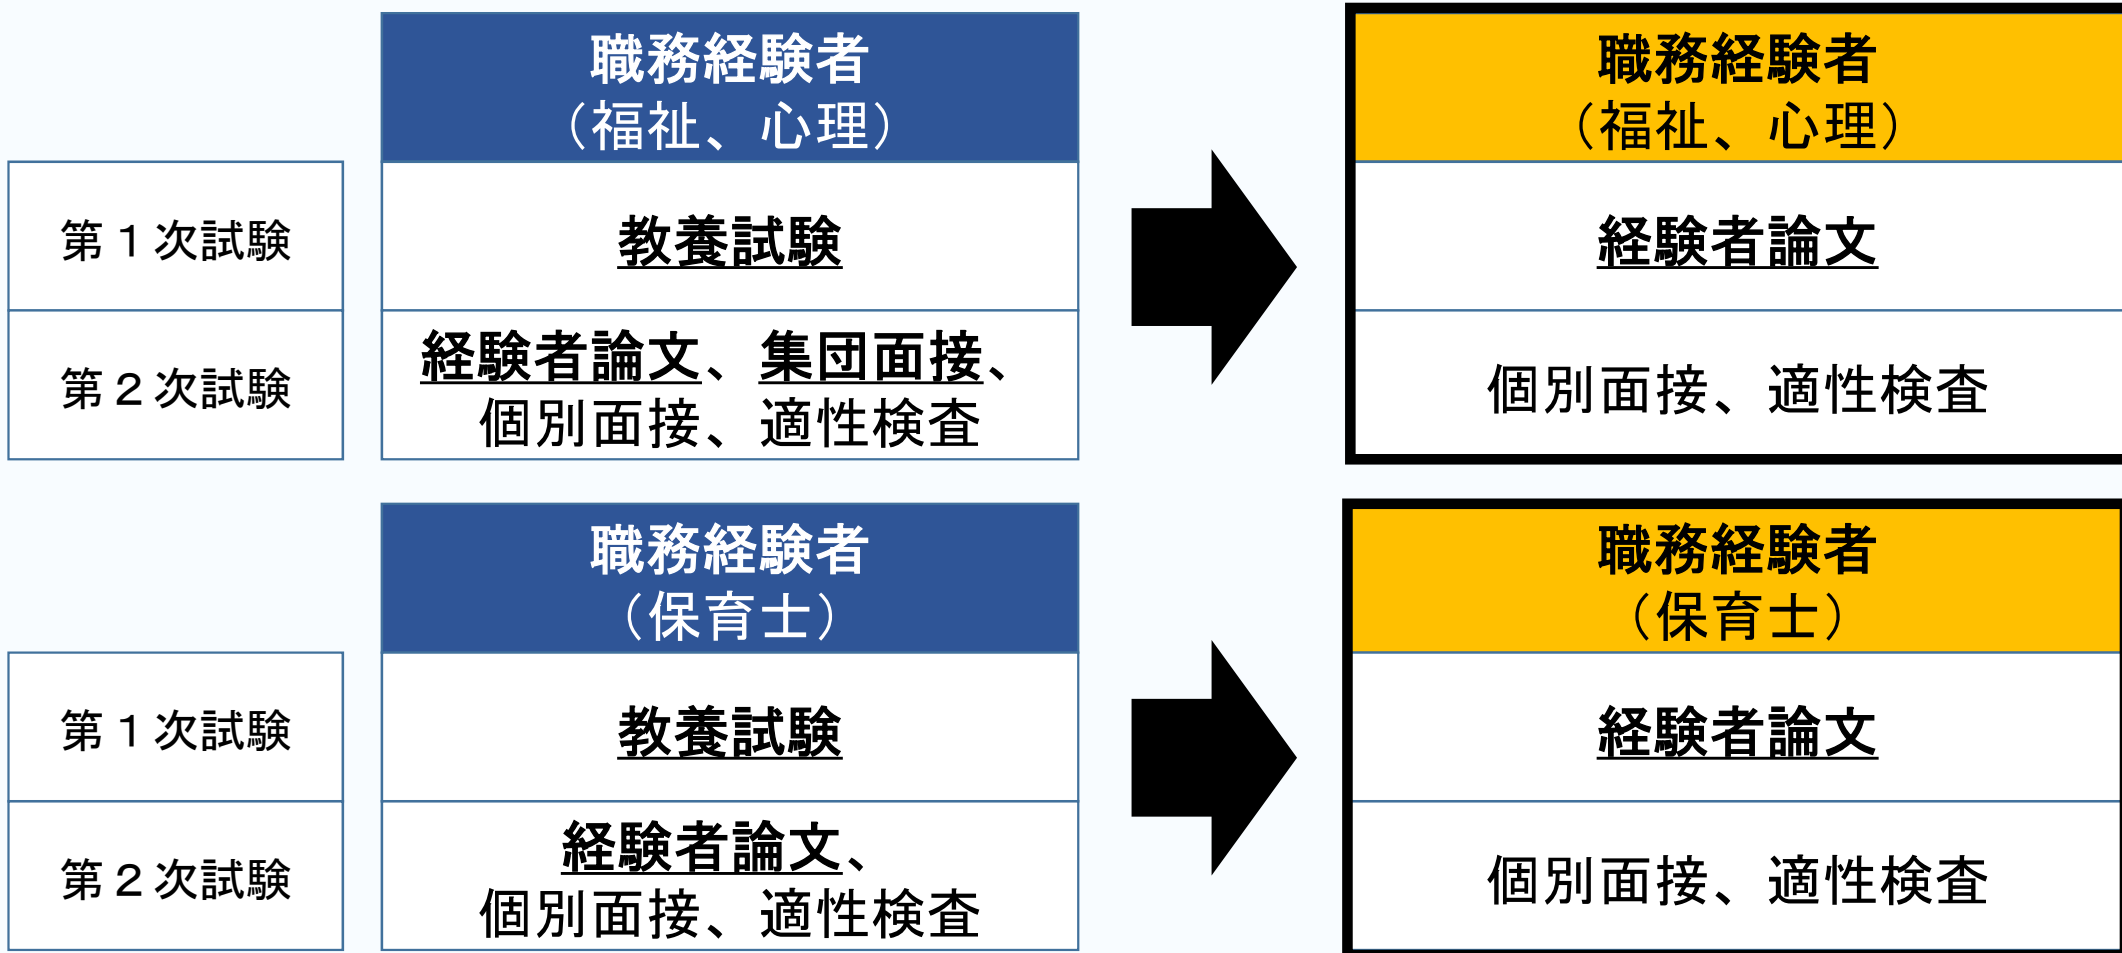 職務経験者
（福祉、心理）
職務経験者
（福祉、心理）
第１次試験
教養試験
経験者論文
第２次試験
経験者論文、集団面接、
個別面接、適性検査
個別面接、適性検査
職務経験者
（保育士）
職務経験者
（保育士）
第１次試験
教養試験
経験者論文
第２次試験
経験者論文、
個別面接、適性検査
個別面接、適性検査